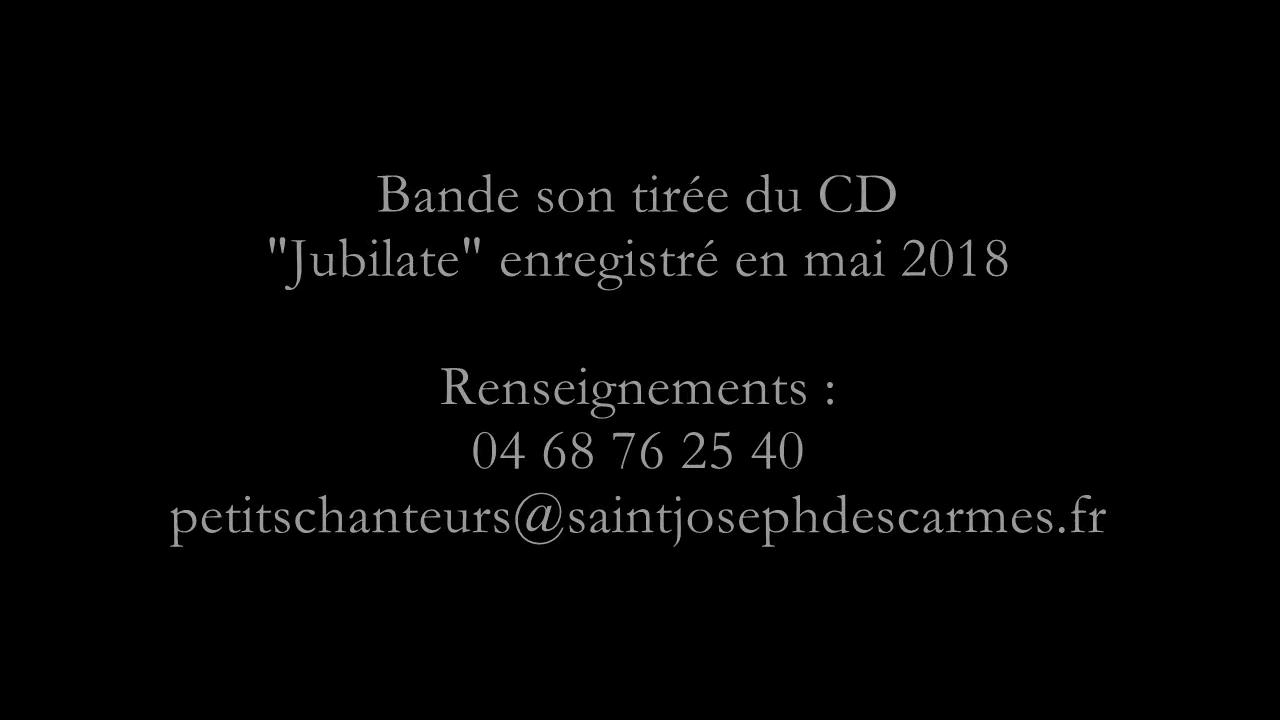 Bande son tirée du CD
"Jubilate" enregistré en mai 2018
Renseignements :
04 68 76 25 40
petitschanteurs@saintjosephdescarmes.fr